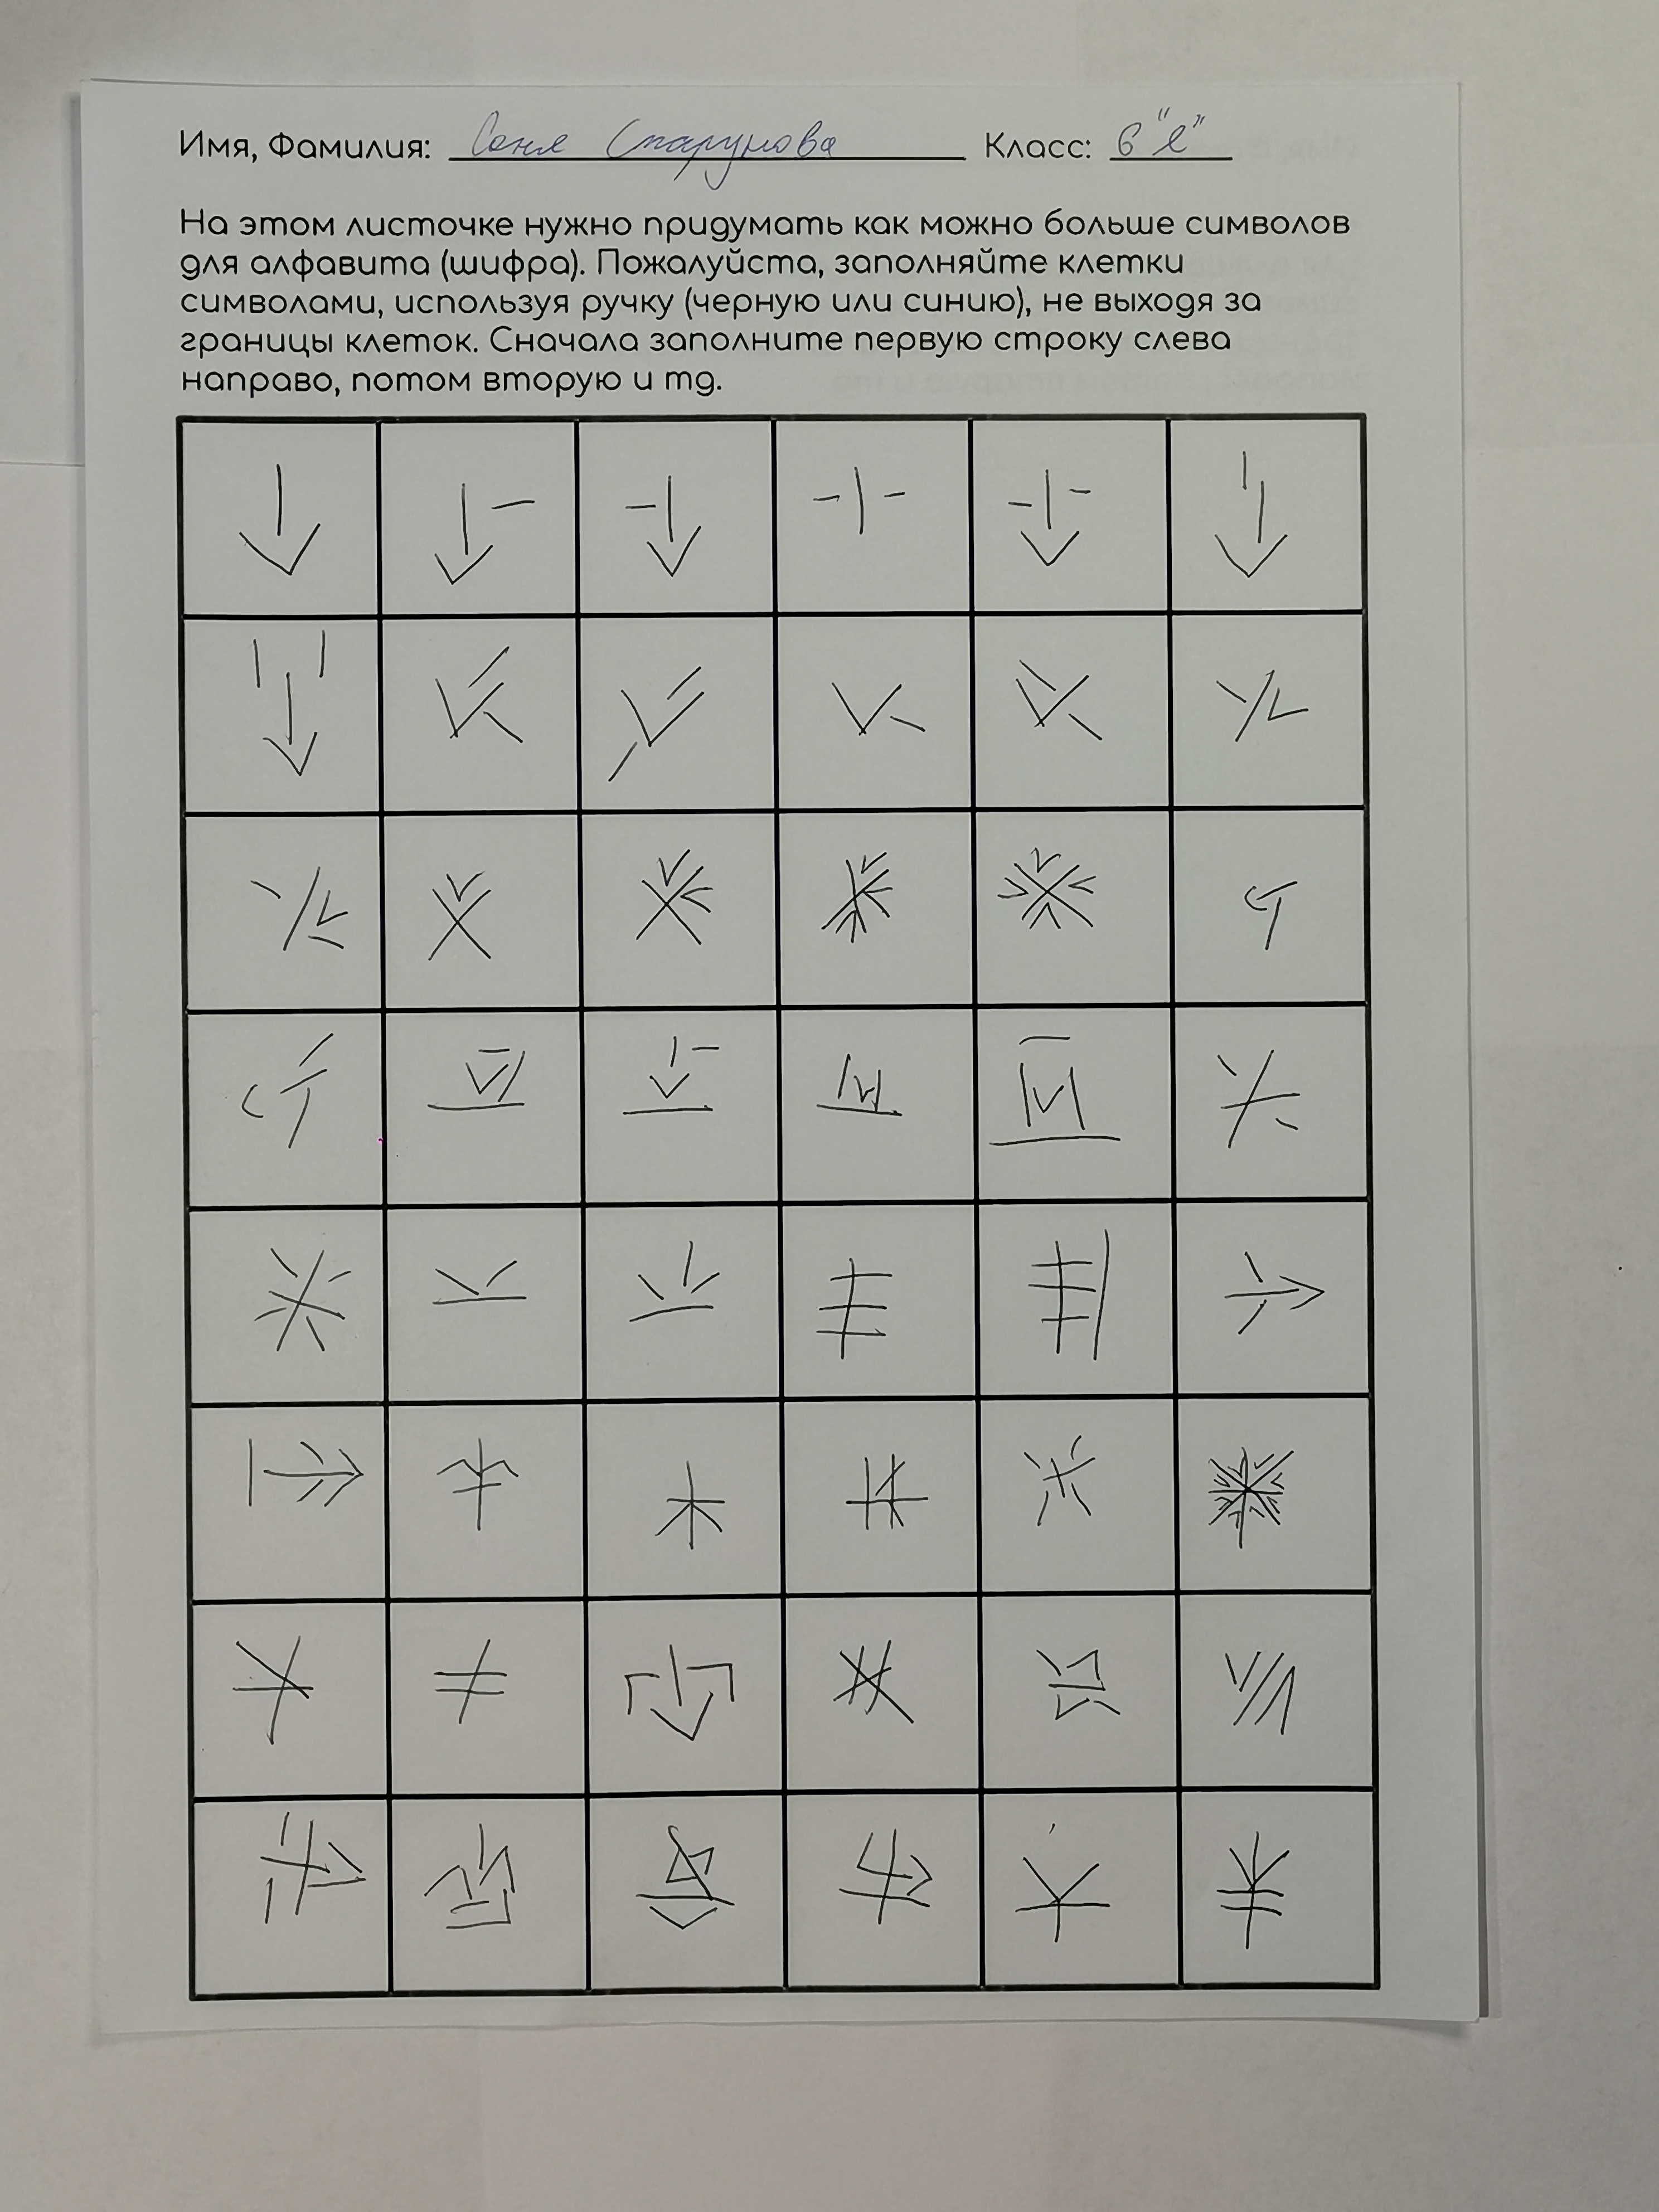 Имя, Фамилия: Соня Класс: 6 "е"
На этом листочке нужно придумать как можно больше символов
для алфавита (шифра). Пожалуйста, заполняйте клетки
символами, используя ручку (черную или синию), не выходя за
границы клеток. Сначала заполните первую строку слева
направо, потом вторую и тд.